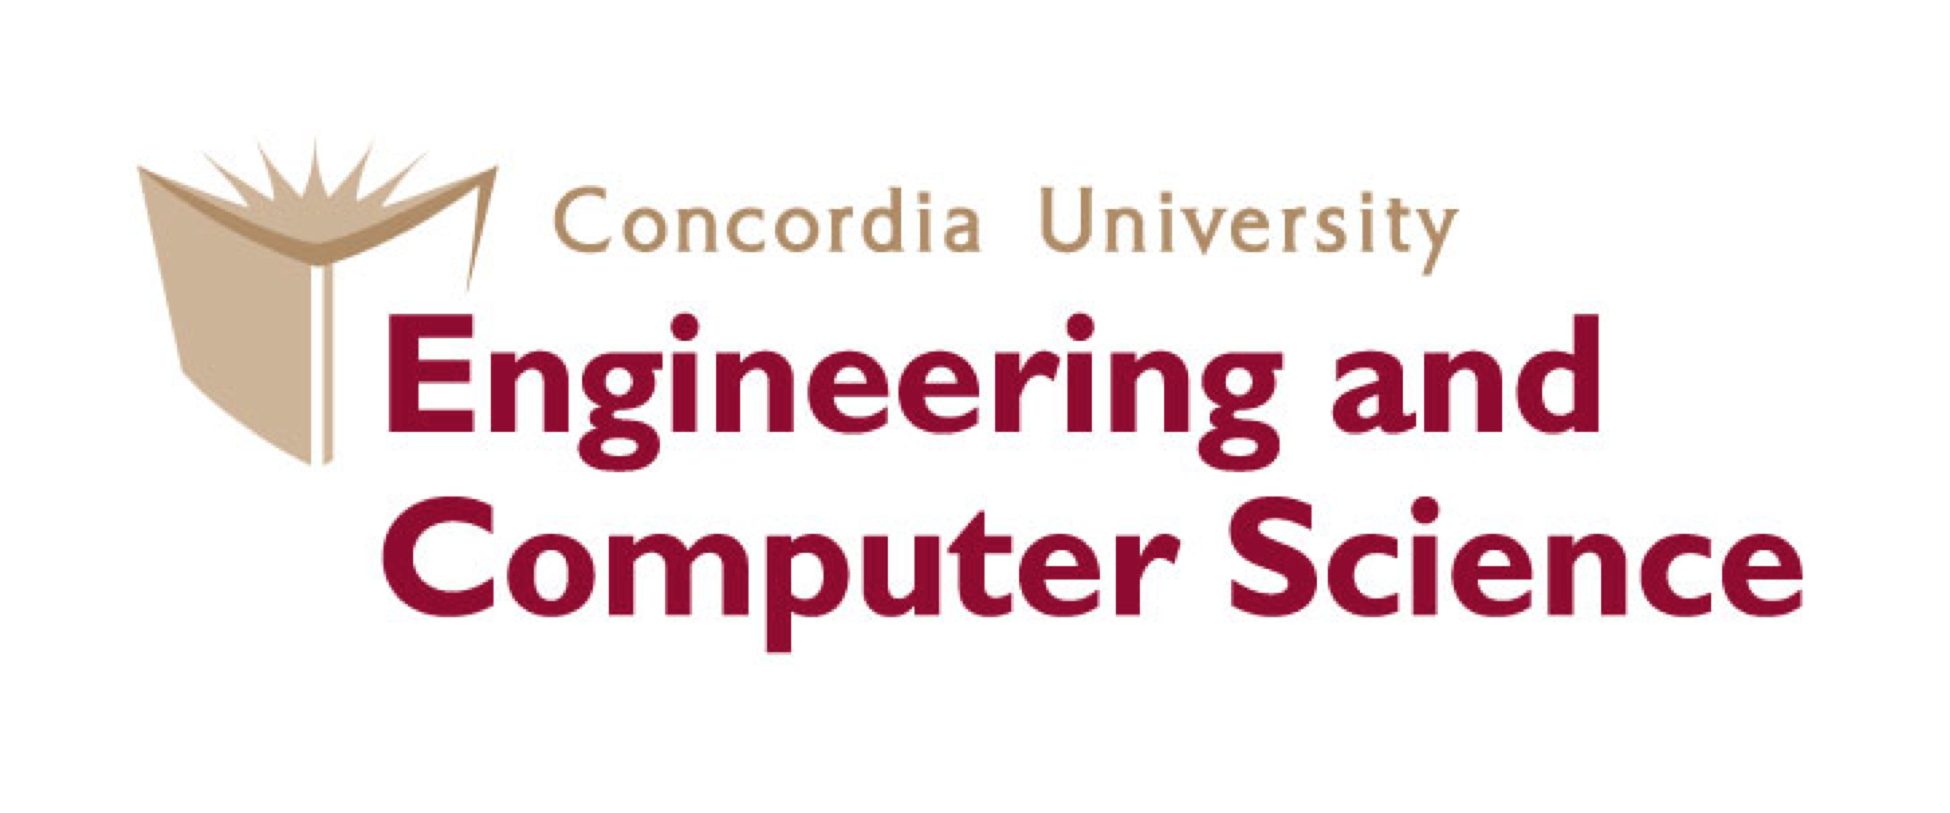 Concordia University
Engineering and
Computer Science